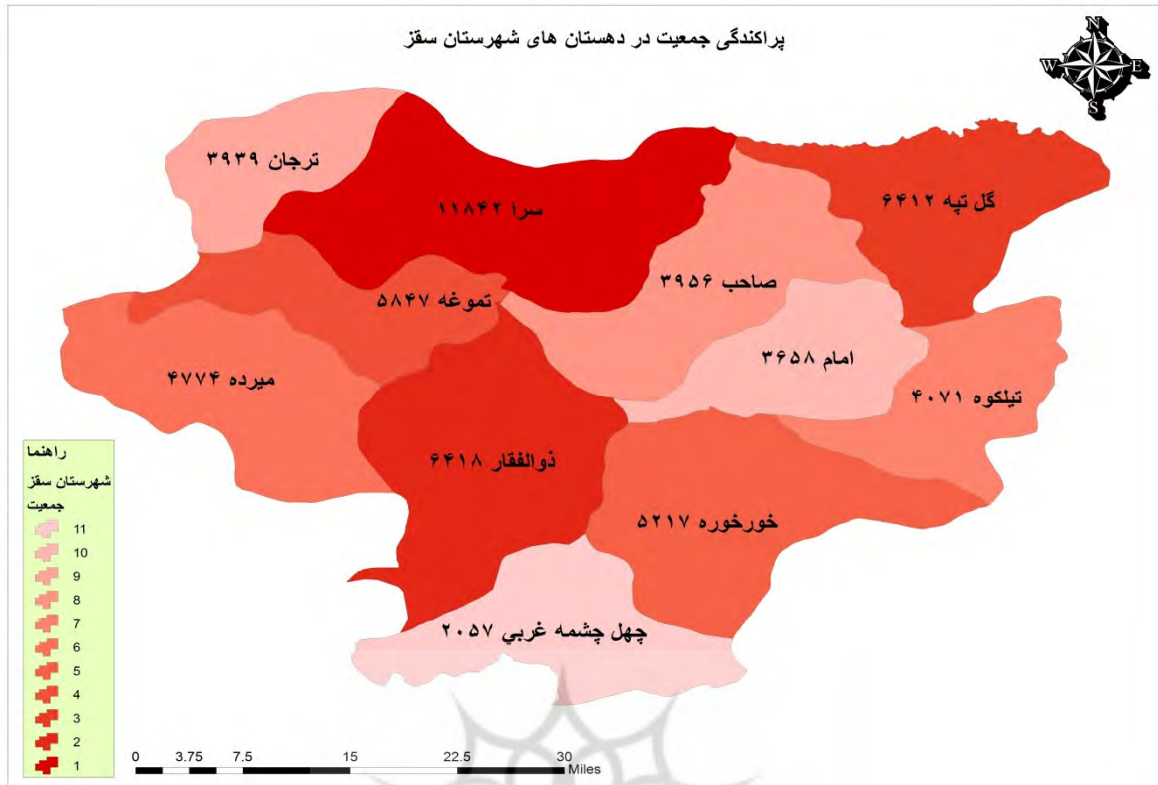 پراکندگی جمعیت در دهستان های شهرستان سقز
N
W E
S
ترجان ۳۹۳۹
سرا ۱۱۸۴۲
گل تپه ۶۴۱۲
صاحب ۳۹۵۶
تموغه ۵۸۴۷
امام ۳۶۵۸
میرده ۴۷۷۴
تیلکوه ۴۰۷۱
ذوالفقار ۶۴۱۸
خورخوره ۵۲۱۷
چهل چشمه غربي ۲۰۵۷
راهنما
شهرستان سقز
جمعیت
11
10
9
8
7
6
5
4
3
2
1
0 3.75 7.5 15 22.5 30
Miles